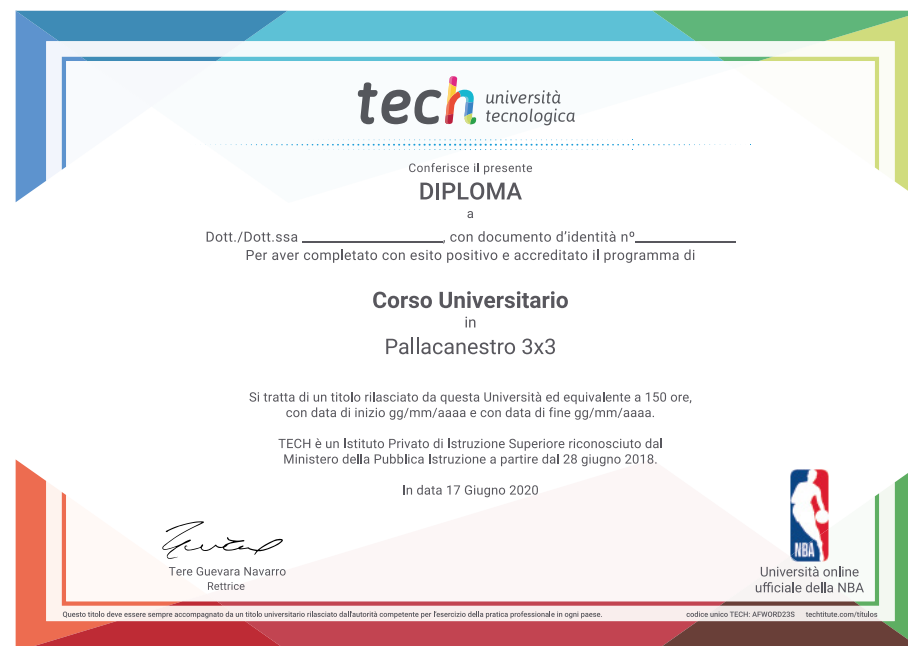 tech università
tecnologica
Conferisce il presente
DIPLOMA
a
Dott./Dott.ssa ____________________, con documento d'identità nº______________
Per aver completato con esito positivo e accreditato il programma di
Corso Universitario
in
Pallacanestro 3x3
Si tratta di un titolo rilasciato da questa Università ed equivalente a 150 ore,
con data di inizio gg/mm/aaaa e con data di fine gg/mm/aaaa.
TECH è un Istituto Privato di Istruzione Superiore riconosciuto dal
Ministero della Pubblica Istruzione a partire dal 28 giugno 2018.
In data 17 Giugno 2020
Tere Guevara Navarro
Rettrice
NBA
Università online
ufficiale della NBA
Questo titolo deve essere sempre accompagnato da un titolo universitario rilasciato dall'autorità competente per l'esercizio della pratica professionale in ogni paese.
codice unico TECH: AFWORD23S techtitute.com/titulos